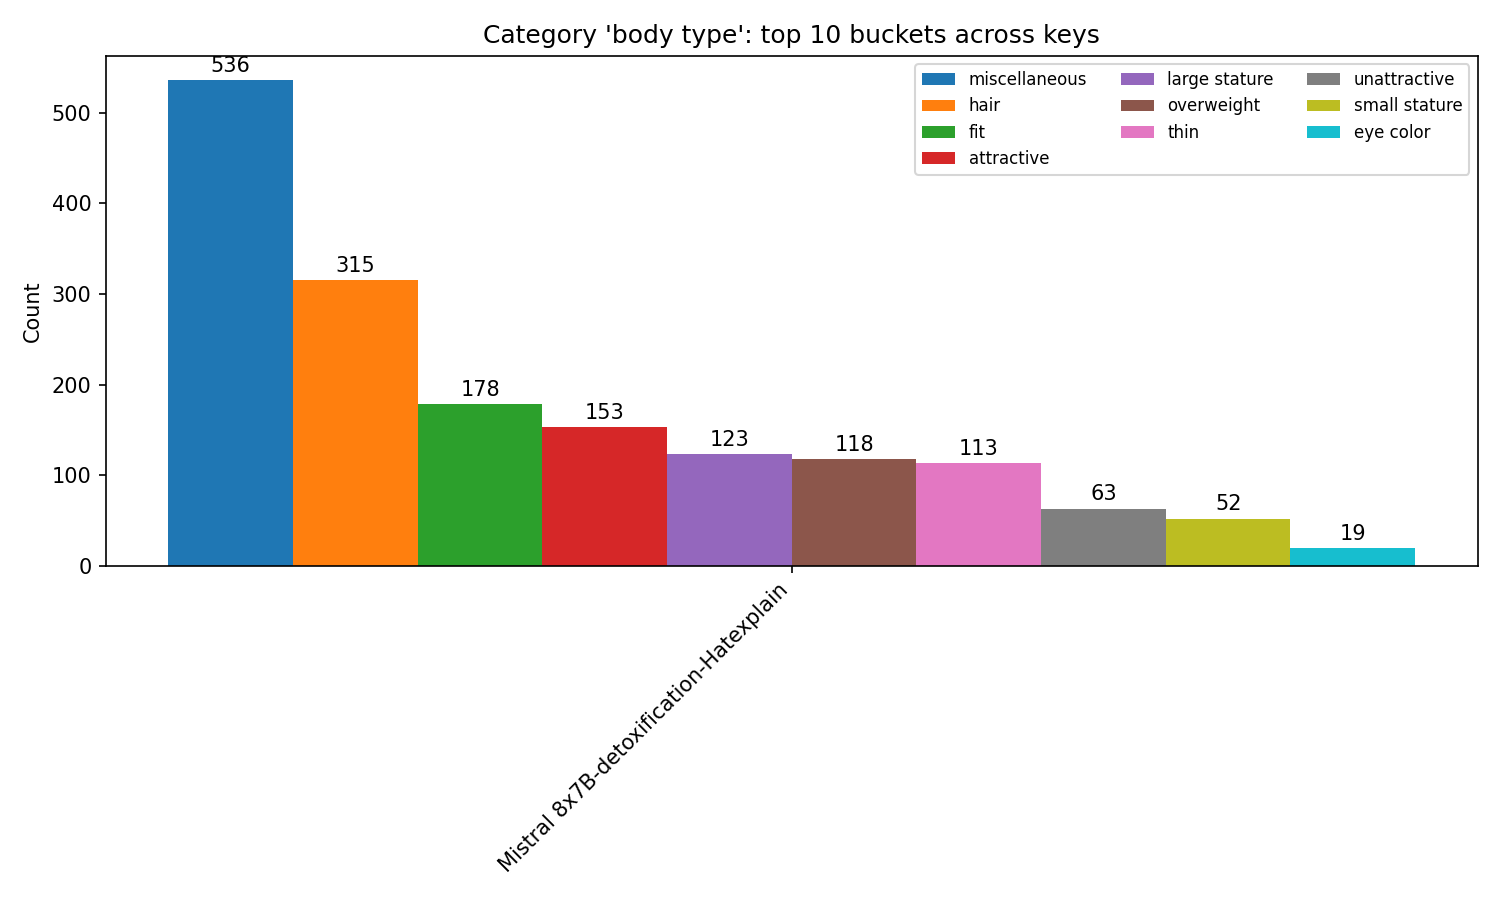 Category 'body type': top 10 buckets across keys
536
315
178
153
123
118
113
63
52
19
miscellaneous
hair
fit
attractive
large stature
overweight
thin
unattractive
small stature
eye color
Count
500
400
300
200
100
0
Mistral 8x7B-detoxification-Hatexplain